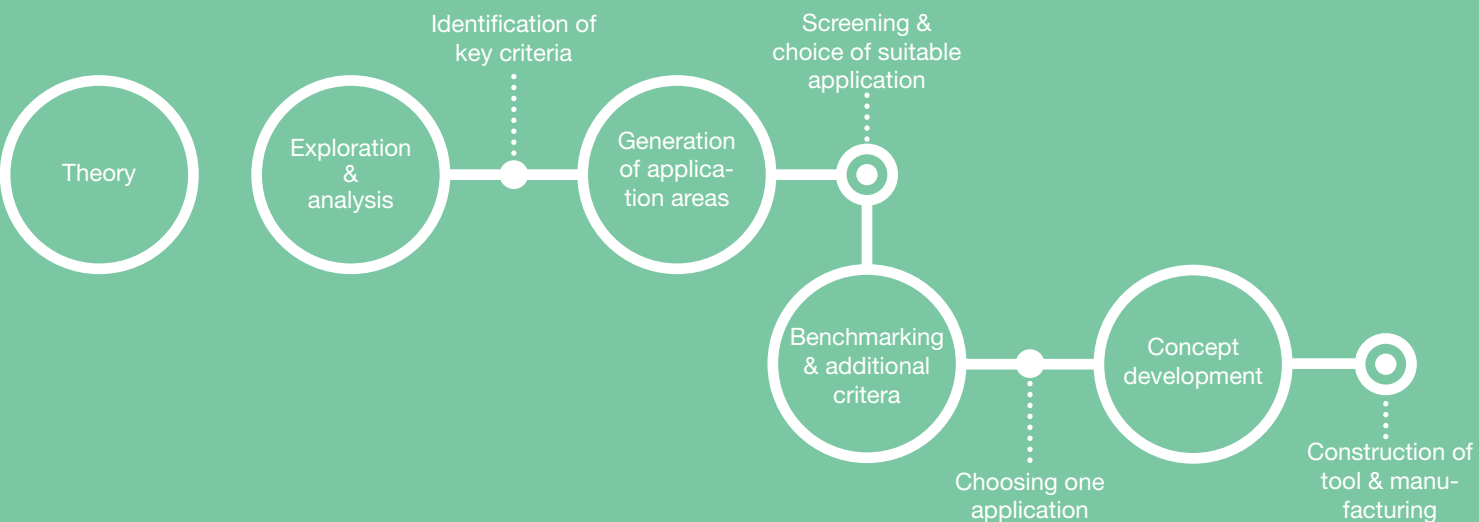 Theory
Exploration
&
analysis
Identification of
key criteria
Generation
of applica-
tion areas
Screening &
choice of suitable
application
Benchmarking
& additional
critera
Choosing one
application
Concept
development
Construction of
tool & manu-
facturing